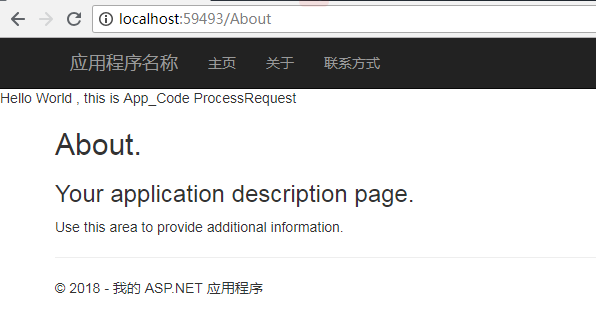 localhost:59493/About
应用程序名称 主页 关于 联系方式
Hello World , this is App_Code ProcessRequest
About.
Your application description page.
Use this area to provide additional information.
© 2018 - 我的 ASP.NET 应用程序